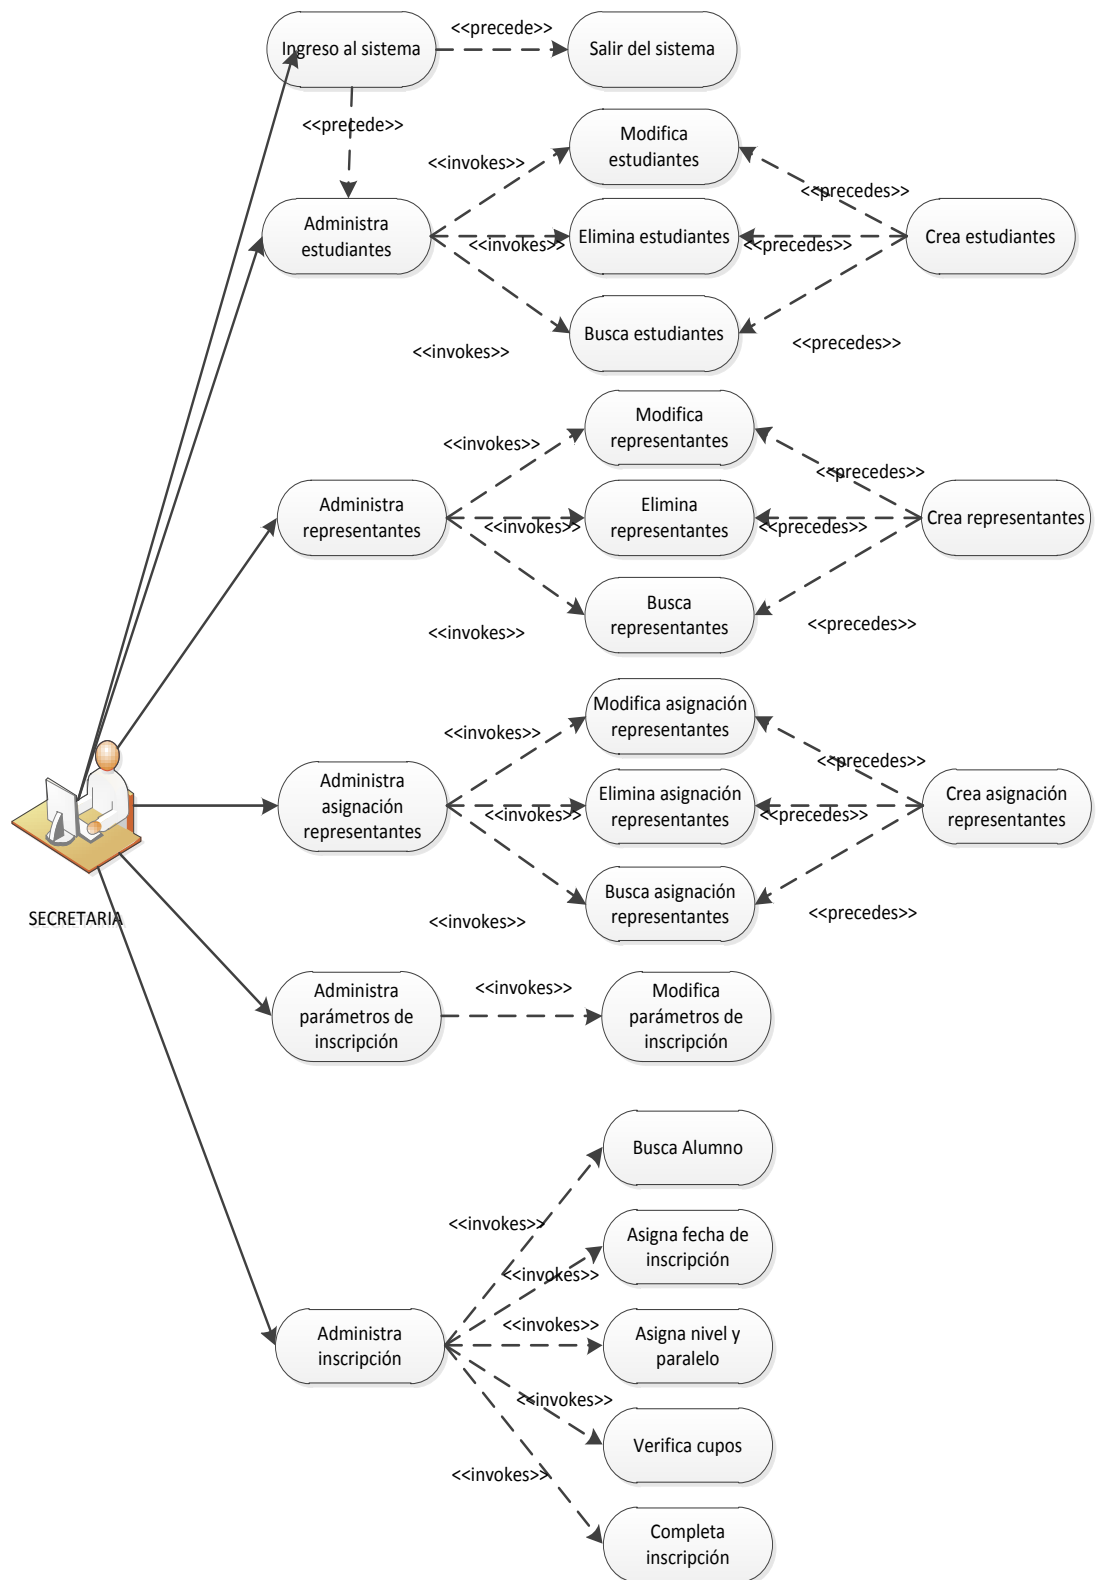 <<precede>>
Ingreso al sistema
Salir del sistema
<<precede>>
Modifica
estudiantes
<<invokes>>
<<precedes>>
Administra
estudiantes
<<invokes>>
Elimina estudiantes
<<precedes>>
Crea estudiantes
Busca estudiantes
<<invokes>>
<<precedes>>
Modifica
representantes
<<invokes>>
<<precedes>>
Administra
representantes
<<invokes>>
Elimina
representantes
<<precedes>>
Crea representantes
Busca
representantes
<<invokes>>
<<precedes>>
Modifica asignación
representantes
<<invokes>>
<<precedes>>
Administra
asignación
representantes
<<invokes>>
Elimina asignación
representantes
<<precedes>>
Crea asignación
representantes
Busca asignación
representantes
<<invokes>>
<<precedes>>
SECRETARIA
Administra
parámetros de
inscripción
<<invokes>>
Modifica
parámetros de
inscripción
Busca Alumno
<<invokes>>
Asigna fecha de
inscripción
<<invokes>>
Administra
inscripción
<<invokes>>
Asigna nivel y
paralelo
<<invokes>>
Verifica cupos
<<invokes>>
Completa
inscripción